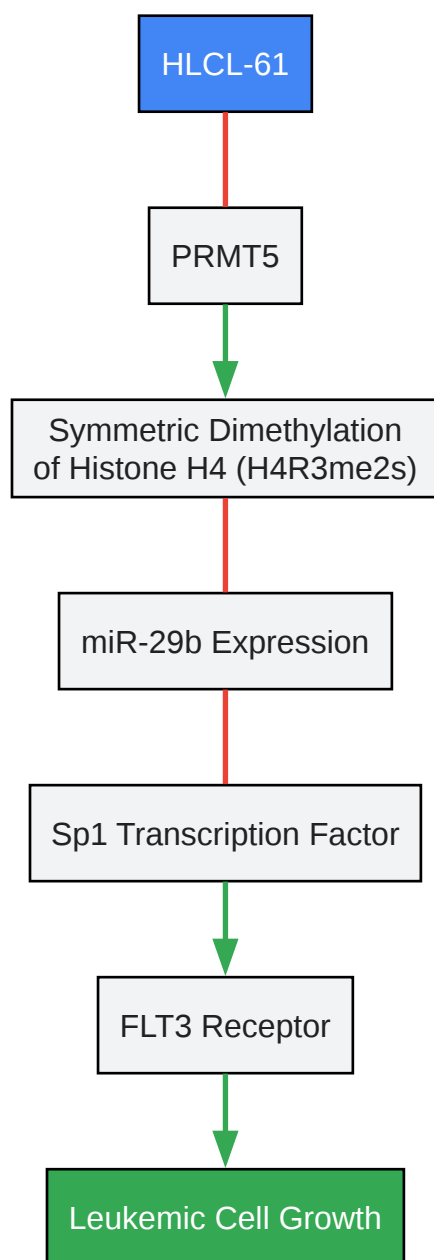 HLCL-61
PRMT5
Symmetric Dimethylation
of Histone H4 (H4R3me2s)
miR-29b Expression
Sp1 Transcription Factor
FLT3 Receptor
Leukemic Cell Growth